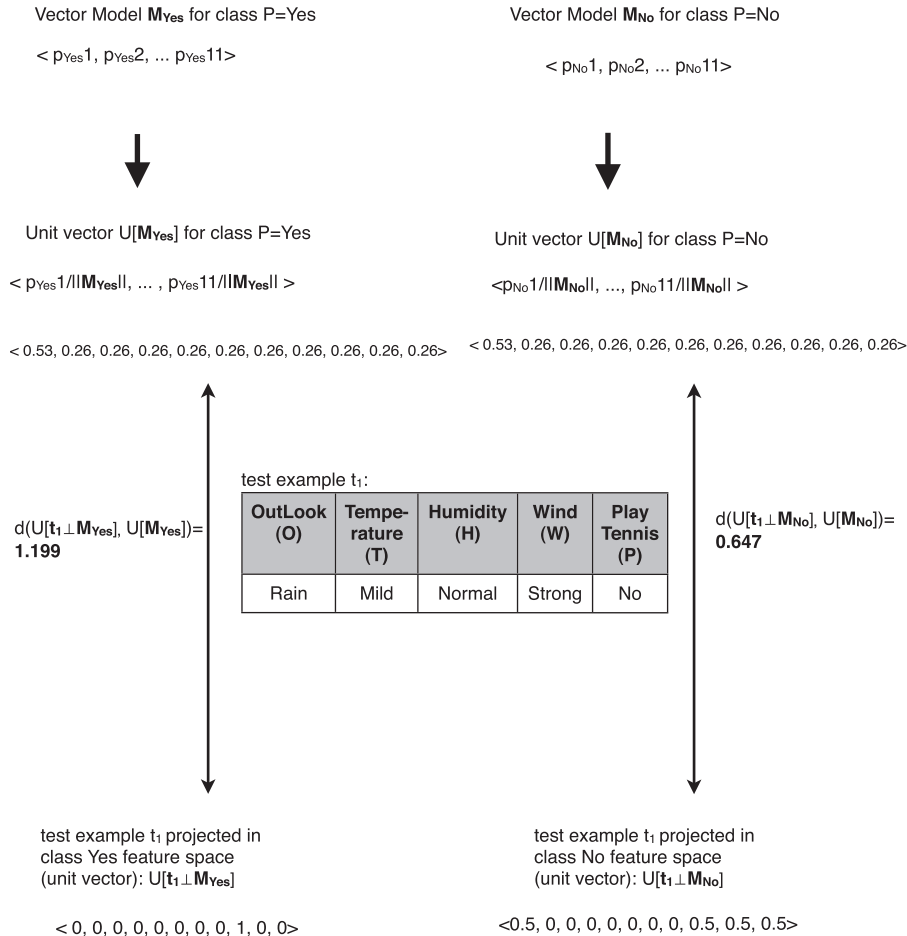 Vector Model MYes for class P=Yes
< pYes1, pYes2, ... pYes11>
Unit vector U[MYes] for class P=Yes
< pYes1/||MYes||, ... , pYes11/||MYes|| >
< 0.53, 0.26, 0.26, 0.26, 0.26, 0.26, 0.26, 0.26, 0.26, 0.26, 0.26>
Vector Model MNo for class P=No
< pNo1, pNo2, ... pNo11>
Unit vector U[MNo] for class P=No
<pNo1/||MNo||, ..., pNo11/||MNo|| >
< 0.53, 0.26, 0.26, 0.26, 0.26, 0.26, 0.26, 0.26, 0.26, 0.26, 0.26>
d(U[t1⊥MYes], U[MYes])=
1.199
test example t1:
OutLook (O) Tempe-rature (T) Humidity (H) Wind (W) Play Tennis (P)
Rain Mild Normal Strong No
d(U[t1⊥MNo], U[MNo])=
0.647
test example t1 projected in
class Yes feature space
(unit vector): U[t1⊥MYes]
< 0, 0, 0, 0, 0, 0, 0, 0, 1, 0, 0>
test example t1 projected in
class No feature space
(unit vector): U[t1⊥MNo]
<0.5, 0, 0, 0, 0, 0, 0, 0, 0.5, 0.5, 0.5>